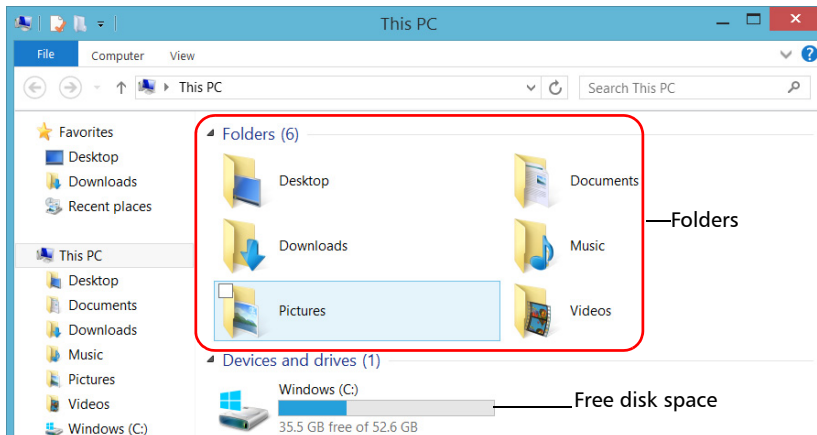 This PC
File Computer View
This PC
Search This PC
Favorites
Desktop
Downloads
Recent places
This PC
Desktop
Documents
Downloads
Music
Pictures
Videos
Windows (C:)
Folders (6)
Desktop Documents
Downloads Music
Pictures Videos
Folders
Devices and drives (1)
Windows (C:)
35.5 GB free of 52.6 GB
Free disk space